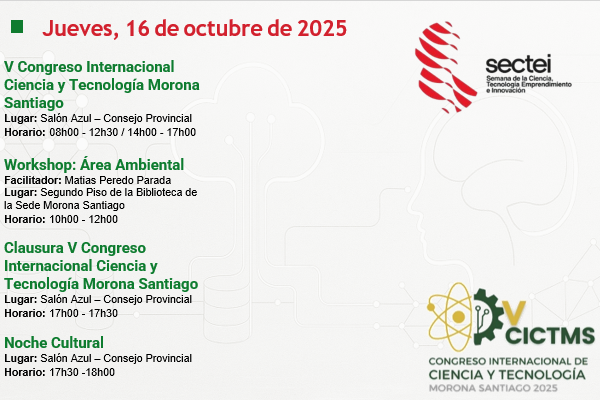 Jueves, 16 de octubre de 2025
V Congreso Internacional
Ciencia y Tecnología Morona
Santiago
Lugar: Salón Azul – Consejo Provincial
Horario: 08h00 - 12h30 / 14h00 - 17h00
Workshop: Área Ambiental
Facilitador: Matias Peredo Parada
Lugar: Segundo Piso de la Biblioteca de
la Sede Morona Santiago
Horario: 10h00 - 12h00
Clausura V Congreso
Internacional Ciencia y
Tecnología Morona Santiago
Lugar: Salón Azul – Consejo Provincial
Horario: 17h00 - 17h30
Noche Cultural
Lugar: Salón Azul – Consejo Provincial
Horario: 17h30 -18h00
sectei
Semana de la Ciencia,
Tecnología Emprendimiento
e Innovación
V
CICTMS
CONGRESO INTERNACIONAL DE
CIENCIA Y TECNOLOGÍA
MORONA SANTIAGO 2025